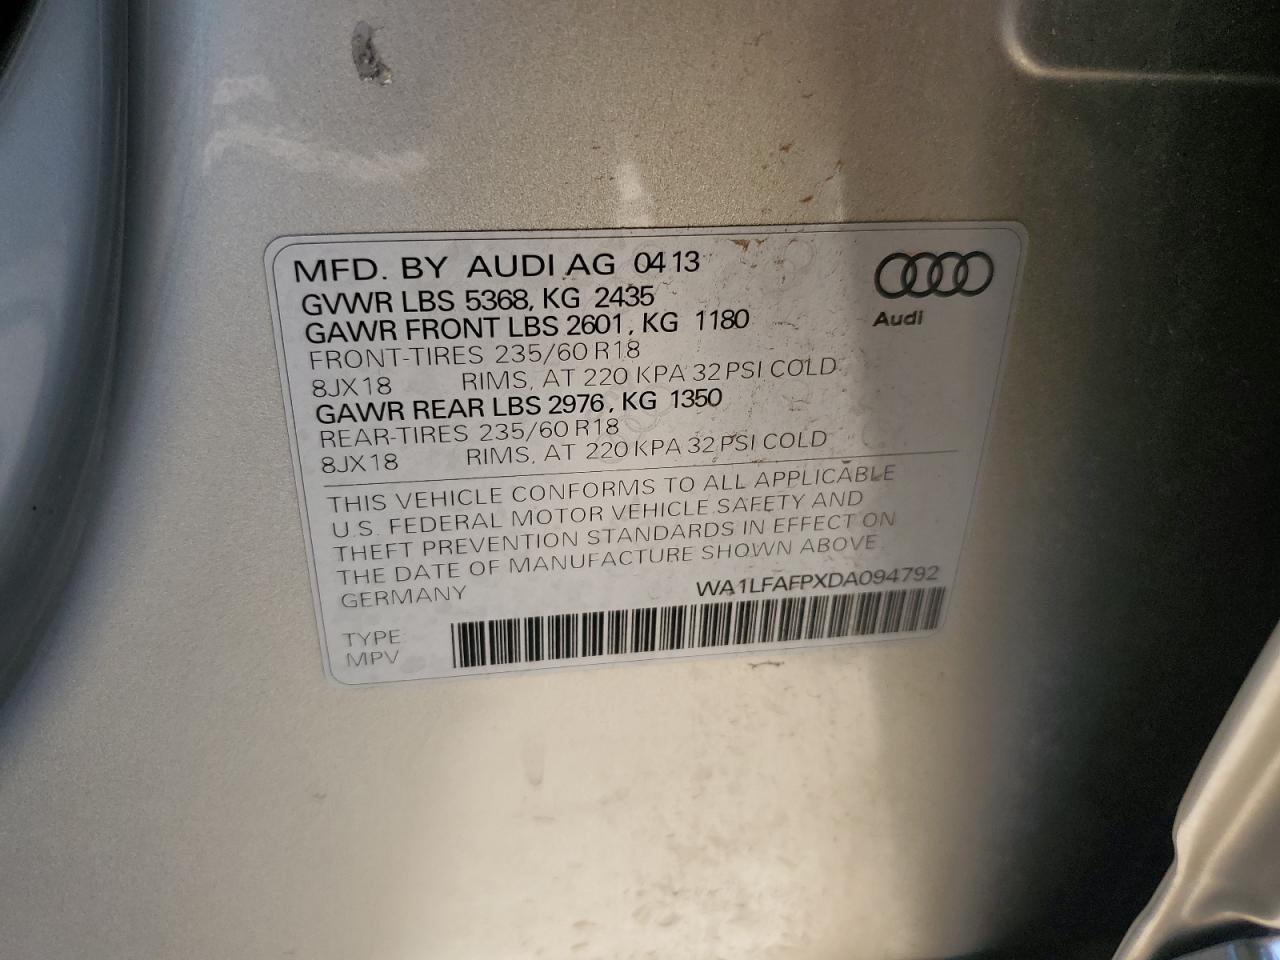 MFD. BY AUDI AG 04 13
GVWR LBS 5368, KG 2435
GAWR FRONT LBS 2601, KG 1180
FRONT-TIRES 235/60 R18
8JX18 RIMS, AT 220 KPA 32 PSI COLD
GAWR REAR LBS 2976, KG 1350
REAR-TIRES 235/60 R18
8JX18 RIMS, AT 220 KPA 32 PSI COLD
Audi
THIS VEHICLE CONFORMS TO ALL APPLICABLE
U.S. FEDERAL MOTOR VEHICLE SAFETY AND
THEFT PREVENTION STANDARDS IN EFFECT ON
THE DATE OF MANUFACTURE SHOWN ABOVE.
GERMANY WA1LFAFPXDA094792
TYPE
MPV